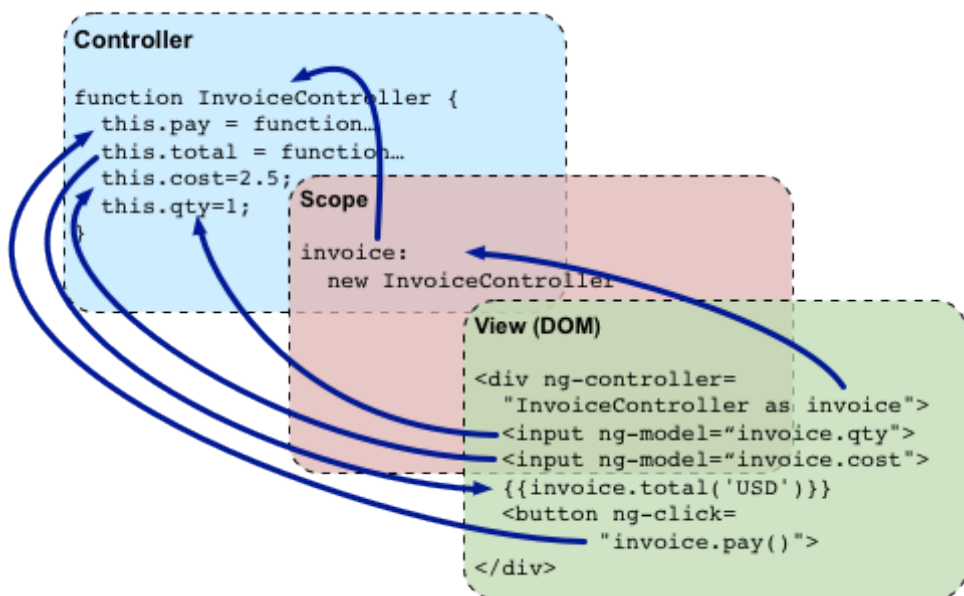 Controller
function InvoiceController {
this.pay = function…
this.total = function…
this.cost=2.5;
this.qty=1;
}
Scope
invoice:
new InvoiceController
View (DOM)
<div ng-controller=
"InvoiceController as invoice">
<input ng-model=“invoice.qty">
<input ng-model=“invoice.cost">
{{invoice.total('USD')}}
<button ng-click=
"invoice.pay()">
</div>